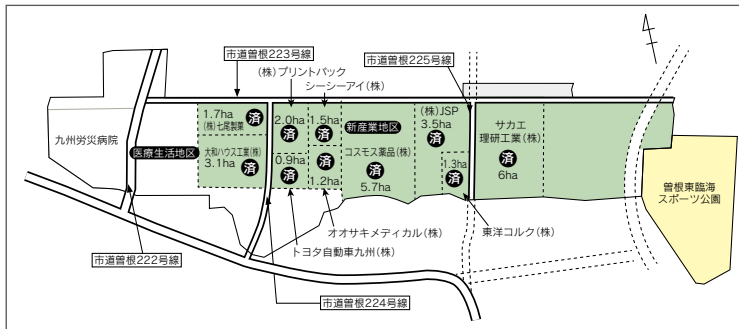 市道曽根223号線
市道曽根225号線
(株)プリントパック
シーシーアイ(株)
1.7ha
済
(株)七尾製菓
2.0ha
済
1.5ha
済
新産業地区
(株)JSP
3.5ha
済
サカエ
理研工業(株)
済
6ha
九州労災病院
医療生活地区
大和ハウス工業(株)
3.1ha
済
0.9ha
済
済
1.2ha
コスモス薬品(株)
済
5.7ha
1.3ha
済
曽根東臨海
スポーツ公園
オオサキメディカル(株)
東洋コルク(株)
トヨタ自動車九州(株)
市道曽根222号線
市道曽根224号線